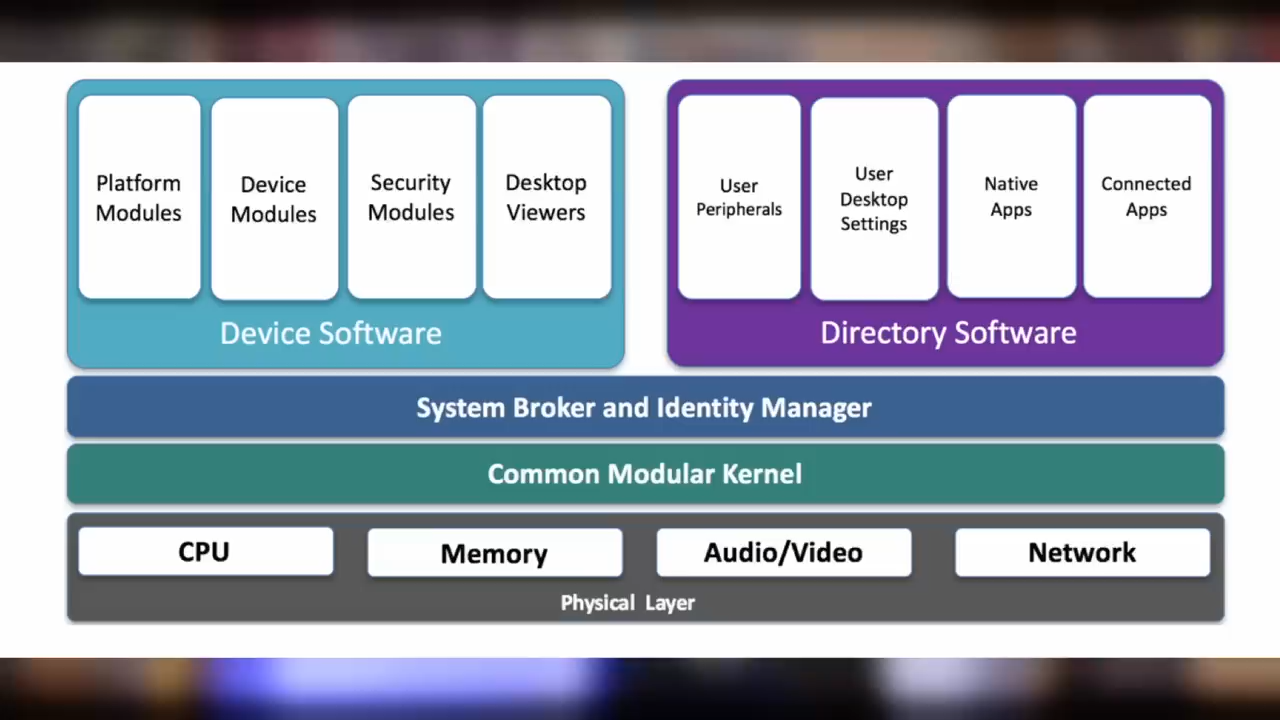 Platform
Modules
Device
Modules
Security
Modules
Desktop
Viewers
Device Software
User
Peripherals
User
Desktop
Settings
Native
Apps
Connected
Apps
Directory Software
System Broker and Identity Manager
Common Modular Kernel
CPU
Memory
Audio/Video
Network
Physical Layer